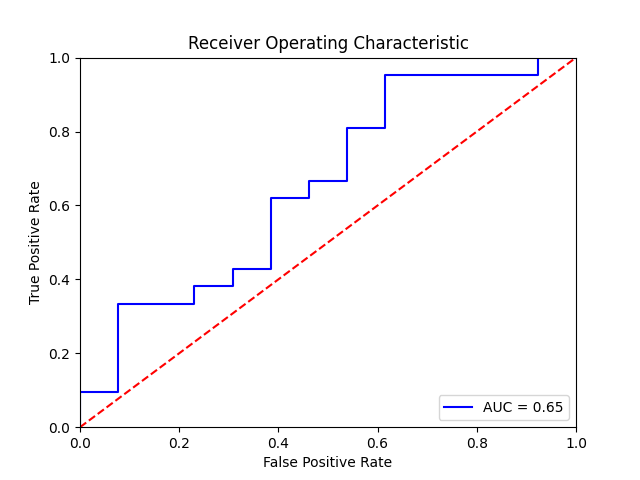 Receiver Operating Characteristic
True Positive Rate
1.0
0.8
0.6
0.4
0.2
0.0
AUC = 0.65
0.0 0.2 0.4 0.6 0.8 1.0
False Positive Rate